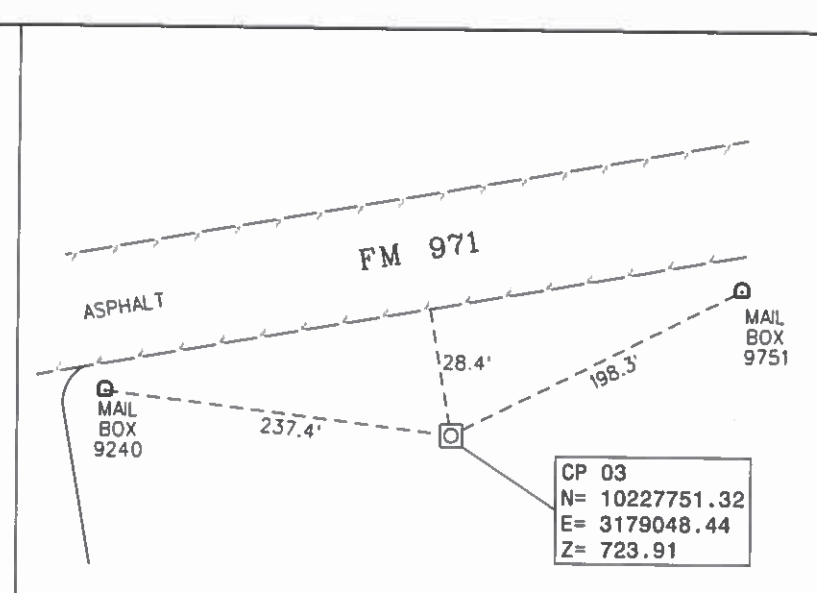 FM 971
ASPHALT
MAIL
BOX
9751
28.4'
198.3'
MAIL
BOX
9240
237.4'
CP 03
N= 10227751.32
E= 3179048.44
Z= 723.91